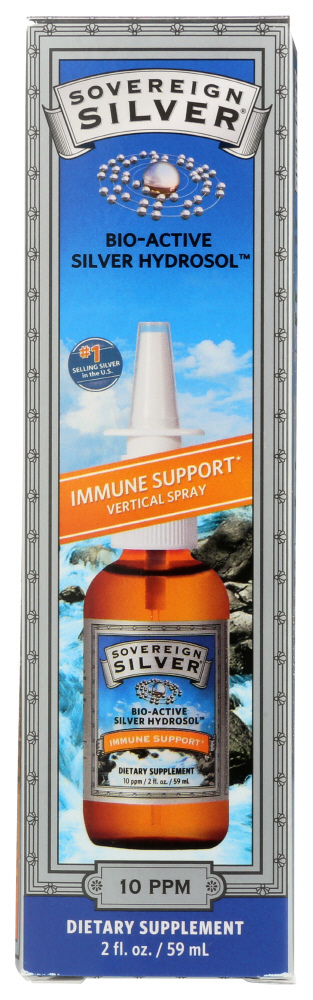 SOVEREIGN
SILVER®
BIO-ACTIVE
SILVER HYDROSOL™
#1
SELLING SILVER
in the U.S.
IMMUNE SUPPORT*
VERTICAL SPRAY
SOVEREIGN
SILVER®
BIO-ACTIVE
SILVER HYDROSOL™
IMMUNE SUPPORT*
DIETARY SUPPLEMENT
10 ppm / 2 fl. oz. / 59 mL
10 PPM
DIETARY SUPPLEMENT
2 fl. oz. / 59 mL